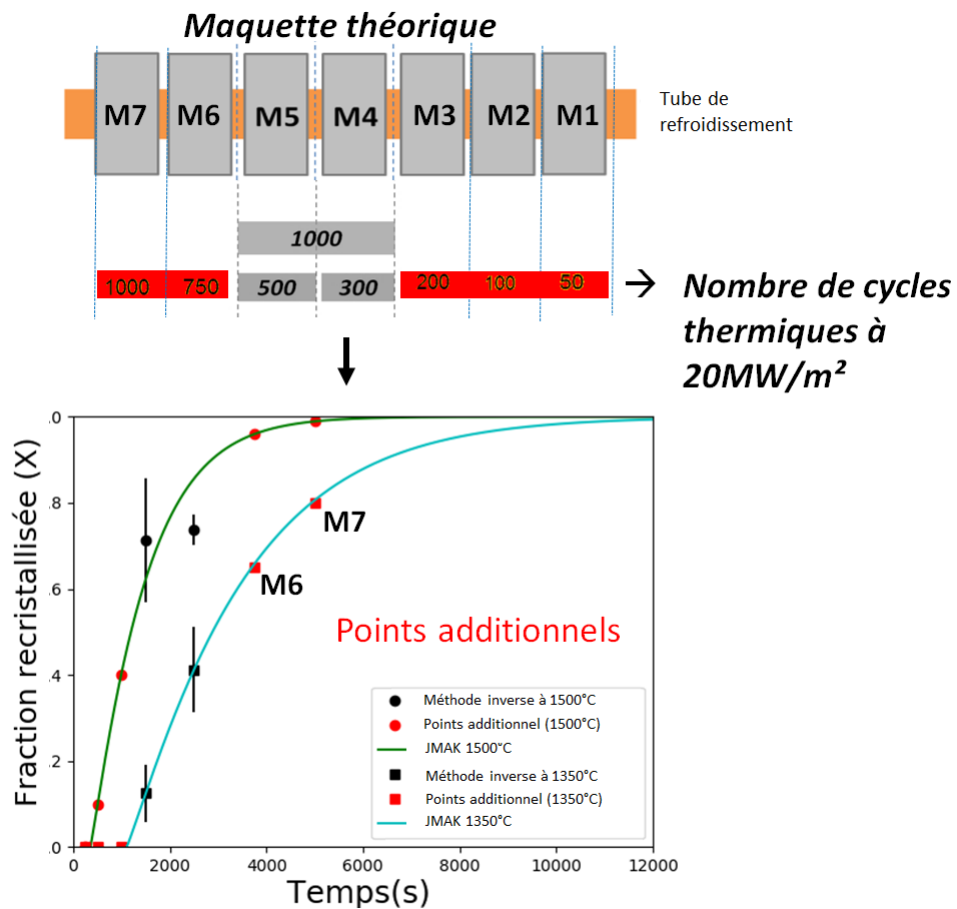 Maquette théorique
M7 M6 M5 M4 M3 M2 M1
Tube de
refroidissement
1000
1000 750 500 300 200 100 50
Nombre de cycles
thermiques à
20MW/m²
Fraction recristallisée (X)
.0
.8
.6
.4
.2
.0
M7
M6
Points additionnels
Méthode inverse à 1500°C
Points additionnel (1500°C)
JMAK 1500°C
Méthode inverse à 1350°C
Points additionnel (1350°C)
JMAK 1350°C
0 2000 4000 6000 8000 10000 12000
Temps(s)